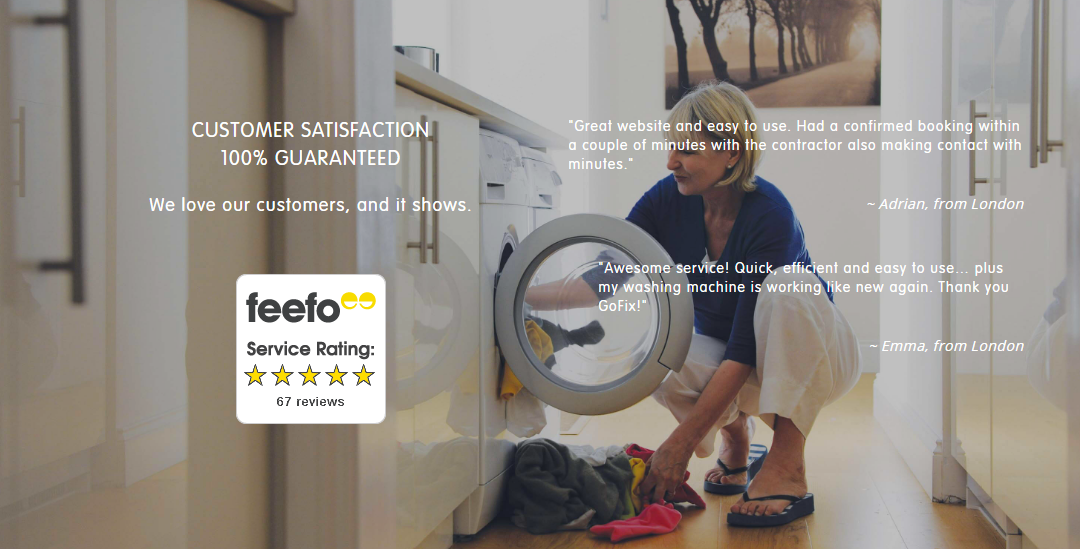 CUSTOMER SATISFACTION
100% GUARANTEED
We love our customers, and it shows.
feefo
Service Rating:
67 reviews
"Great website and easy to use. Had a confirmed booking within
a couple of minutes with the contractor also making contact with
minutes."
~ Adrian, from London
"Awesome service! Quick, efficient and easy to use... plus
my washing machine is working like new again. Thank you
GoFix!"
~ Emma, from London